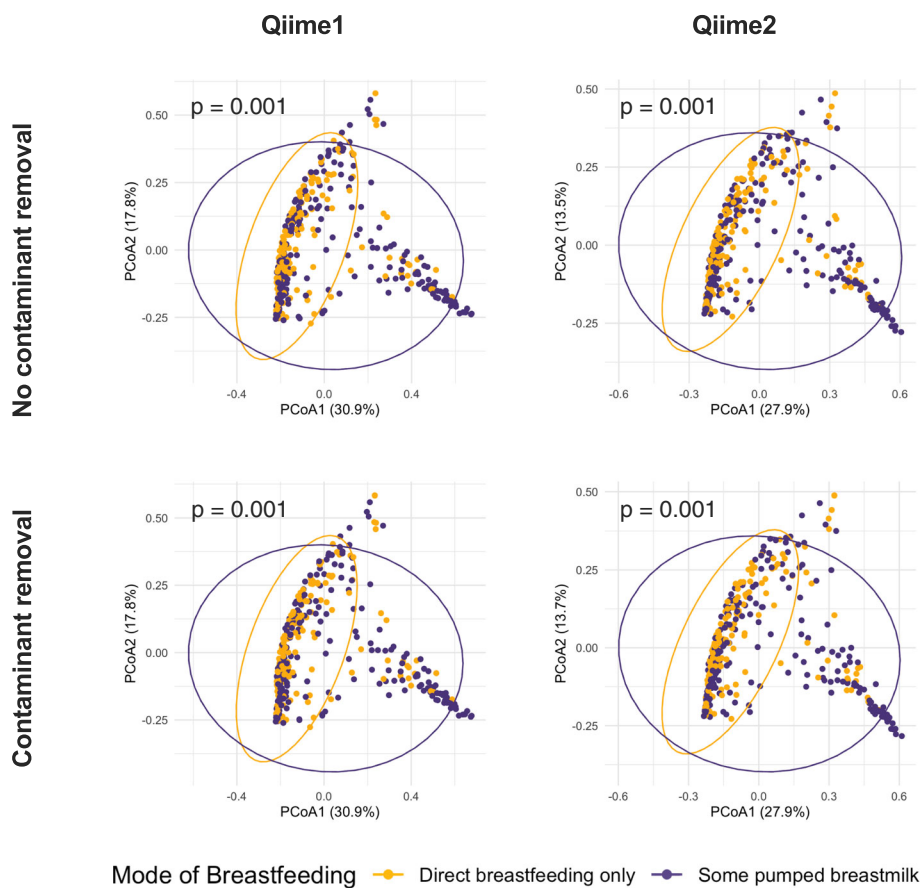 Qiime1
Qiime2
No contaminant removal
p = 0.001
0.50
0.25
0.00
-0.25
PCoA2 (17.8%)
-0.4
0.0
0.4
PCoA1 (30.9%)
p = 0.001
0.50
0.25
0.00
-0.25
PCoA2 (13.5%)
-0.6
-0.3
0.0
0.3
0.6
PCoA1 (27.9%)
Contaminant removal
p = 0.001
0.50
0.25
0.00
-0.25
PCoA2 (17.8%)
-0.4
0.0
0.4
PCoA1 (30.9%)
p = 0.001
0.50
0.25
0.00
-0.25
PCoA2 (13.7%)
-0.6
-0.3
0.0
0.3
0.6
PCoA1 (27.9%)
Mode of Breastfeeding Direct breastfeeding only Some pumped breastmilk